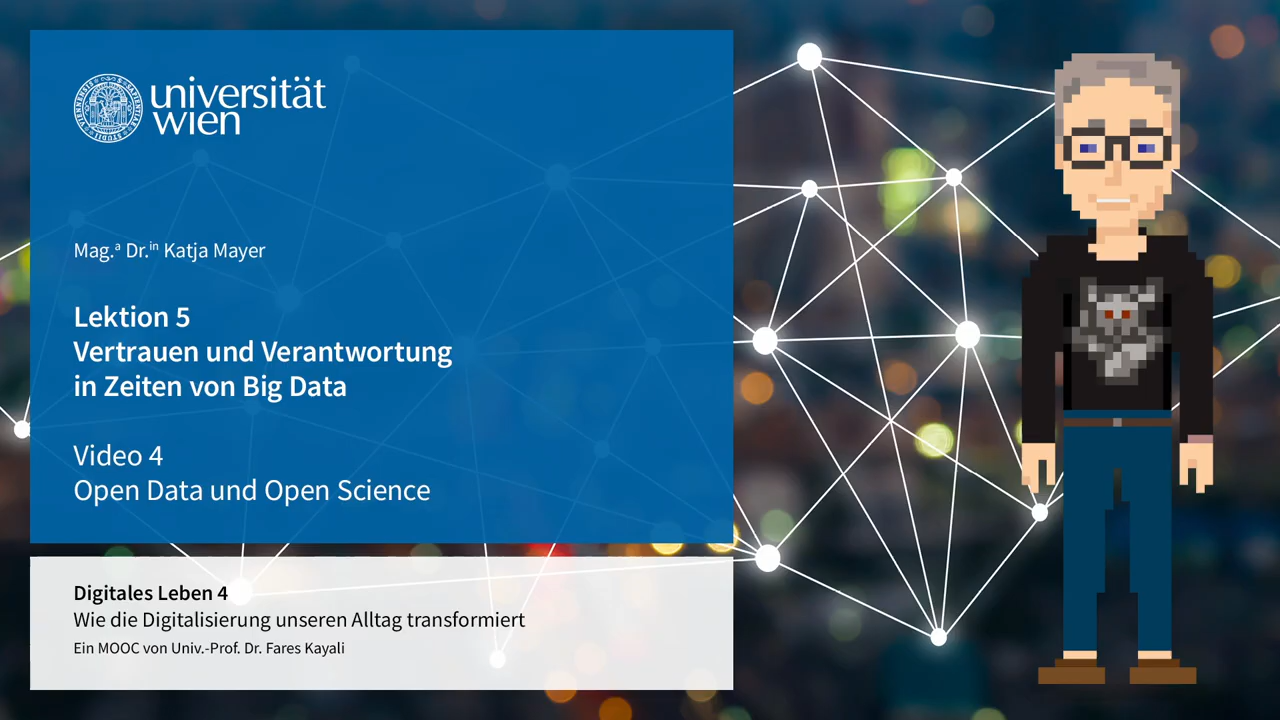 universität
wien
Mag.ª Dr.ⁱⁿ Katja Mayer
Lektion 5
Vertrauen und Verantwortung
in Zeiten von Big Data
Video 4
Open Data und Open Science
Digitales Leben 4
Wie die Digitalisierung unseren Alltag transformiert
Ein MOOC von Univ.-Prof. Dr. Fares Kayali